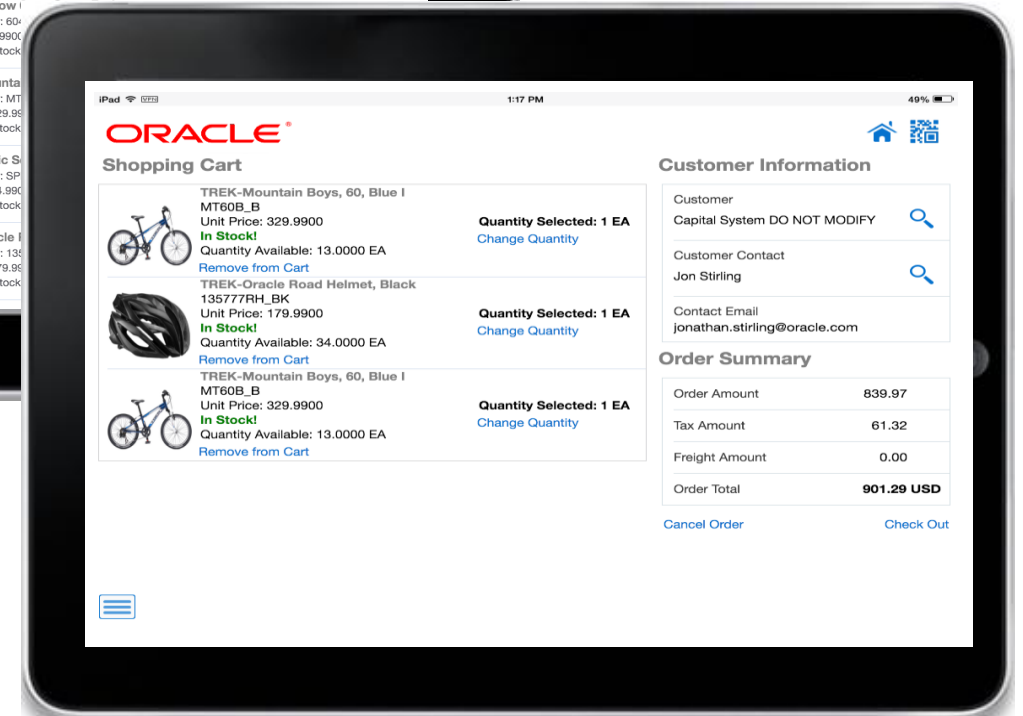 iPad VPN 1:17 PM 49%
ORACLE®
Shopping Cart
TREK-Mountain Boys, 60, Blue I
MT60B_B
Unit Price: 329.9900
In Stock!
Quantity Available: 13.0000 EA
Remove from Cart
Quantity Selected: 1 EA
Change Quantity
TREK-Oracle Road Helmet, Black
135777RH_BK
Unit Price: 179.9900
In Stock!
Quantity Available: 34.0000 EA
Remove from Cart
Quantity Selected: 1 EA
Change Quantity
TREK-Mountain Boys, 60, Blue I
MT60B_B
Unit Price: 329.9900
In Stock!
Quantity Available: 13.0000 EA
Remove from Cart
Quantity Selected: 1 EA
Change Quantity
Customer Information
Customer
Capital System DO NOT MODIFY
Customer Contact
Jon Stirling
Contact Email
jonathan.stirling@oracle.com
Order Summary
Order Amount 839.97
Tax Amount 61.32
Freight Amount 0.00
Order Total 901.29 USD
Cancel Order Check Out